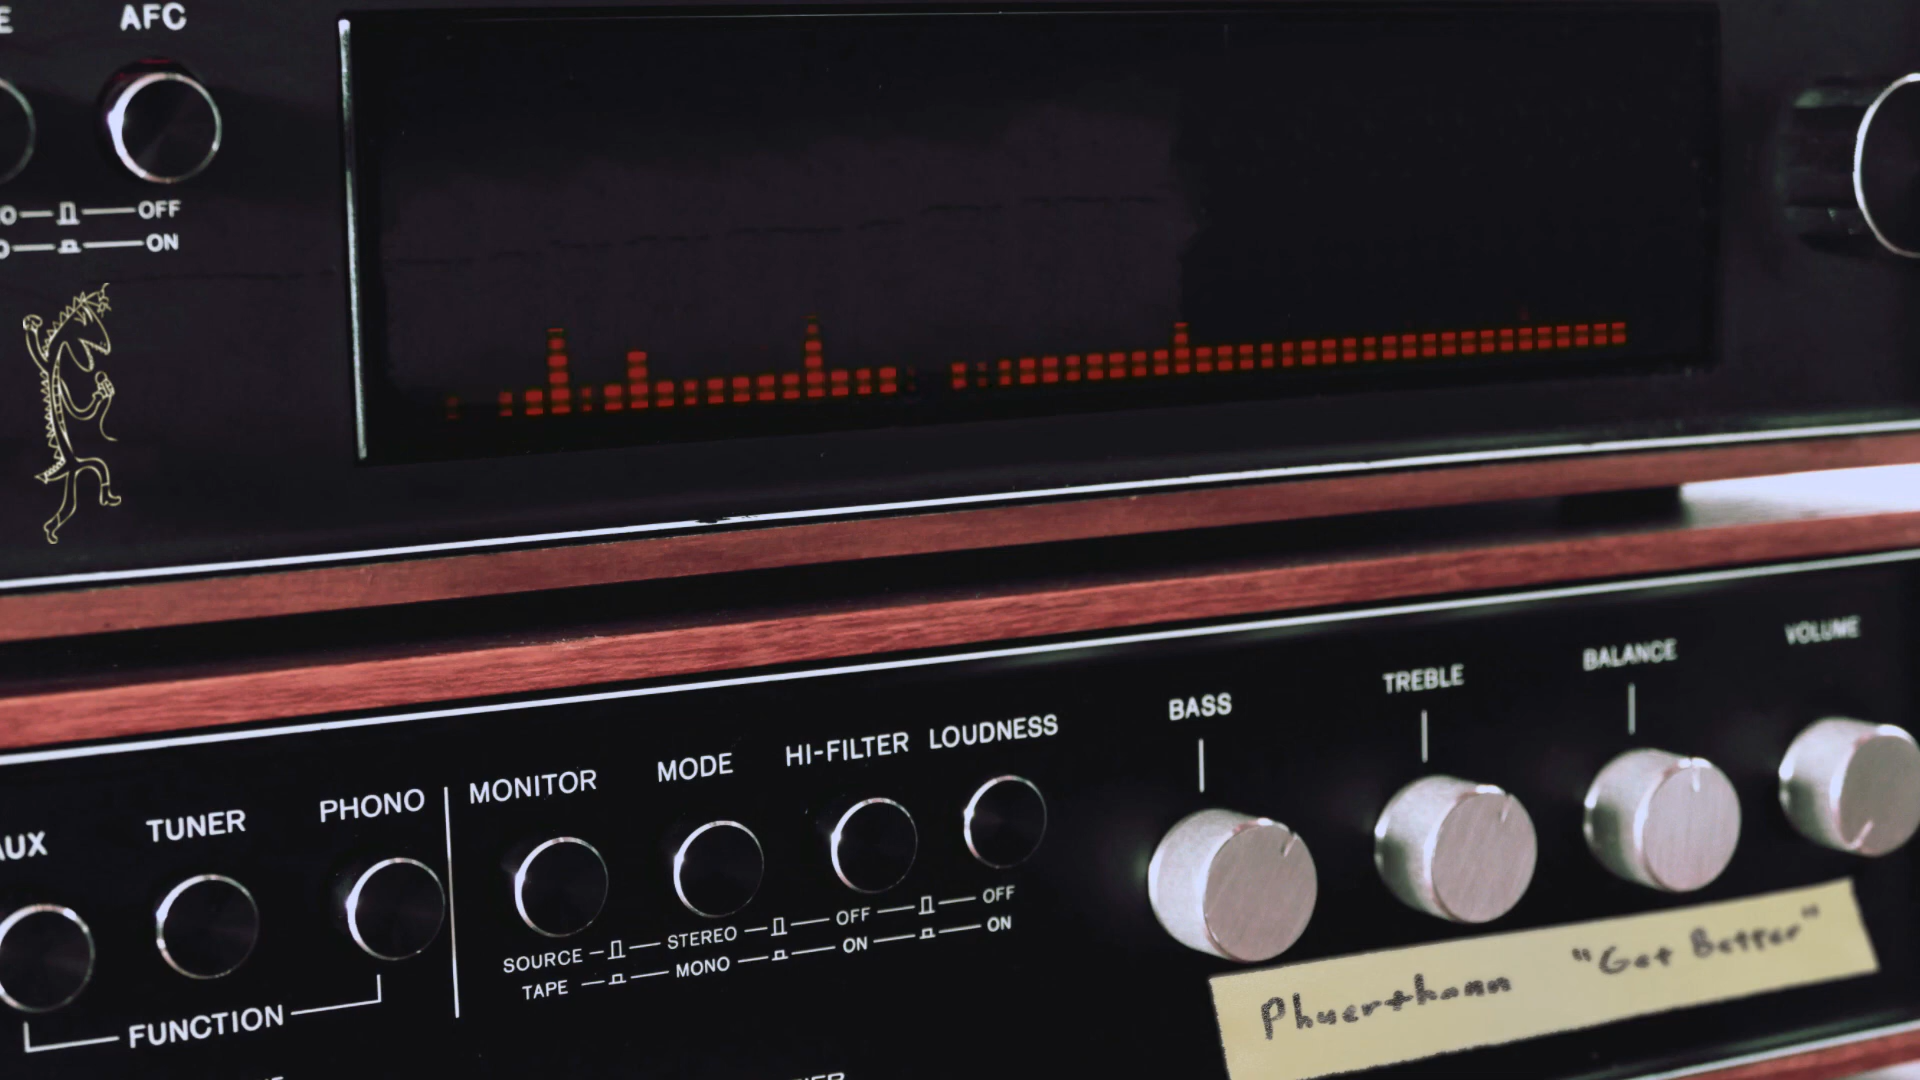 AFC
OFF
ON
BASS
TREBLE
BALANCE
VOLUME
TUNER
PHONO
MONITOR
MODE
HI-FILTER
LOUDNESS
SOURCE STEREO OFF OFF
TAPE MONO ON ON
FUNCTION
Phuerthann "Get Better"